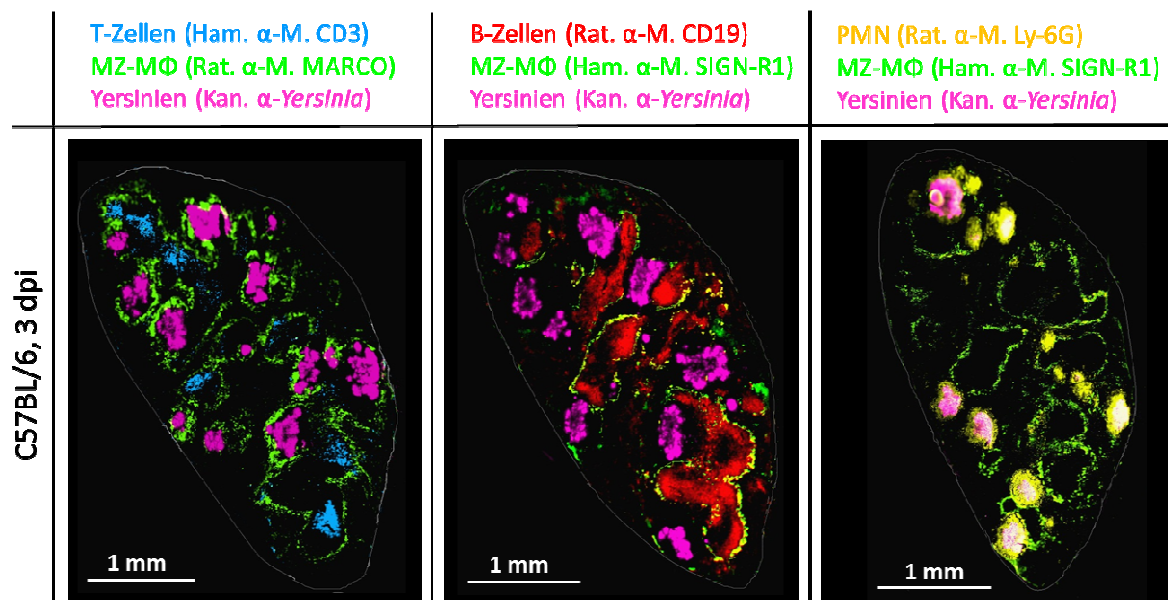 T-Zellen (Ham. α-M. CD3)
MZ-MΦ (Rat. α-M. MARCO)
Yersinien (Kan. α-Yersinia)
B-Zellen (Rat. α-M. CD19)
MZ-MΦ (Ham. α-M. SIGN-R1)
Yersinien (Kan. α-Yersinia)
PMN (Rat. α-M. Ly-6G)
MZ-MΦ (Ham. α-M. SIGN-R1)
Yersinien (Kan. α-Yersinia)
C57BL/6, 3 dpi
1 mm
1 mm
1 mm